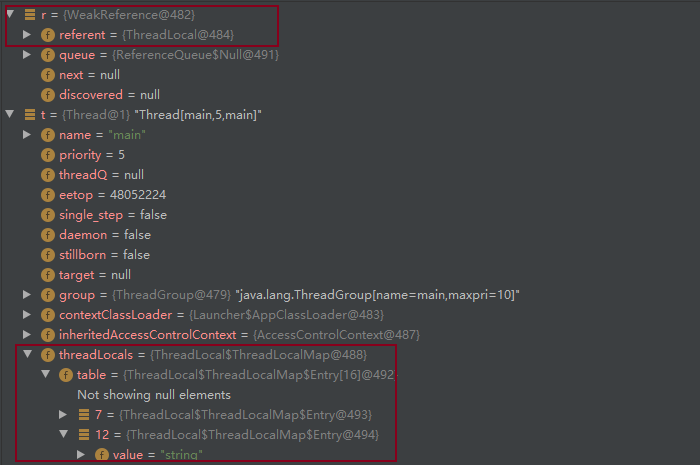 r = {WeakReference@482}
f referent = {ThreadLocal@484}
f queue = {ReferenceQueue$Null@491}
f next = null
f discovered = null
t = {Thread@1} "Thread[main,5,main]"
f name = "main"
f priority = 5
f threadQ = null
f eetop = 48052224
f single_step = false
f daemon = false
f stillborn = false
f target = null
f group = {ThreadGroup@479} "java.lang.ThreadGroup[name=main,maxpri=10]"
f contextClassLoader = {Launcher$AppClassLoader@483}
f inheritedAccessControlContext = {AccessControlContext@487}
f threadLocals = {ThreadLocal$ThreadLocalMap@488}
f table = {ThreadLocal$ThreadLocalMap$Entry[16]@492
Not showing null elements
7 = {ThreadLocal$ThreadLocalMap$Entry@493}
12 = {ThreadLocal$ThreadLocalMap$Entry@494}
f value = "string"